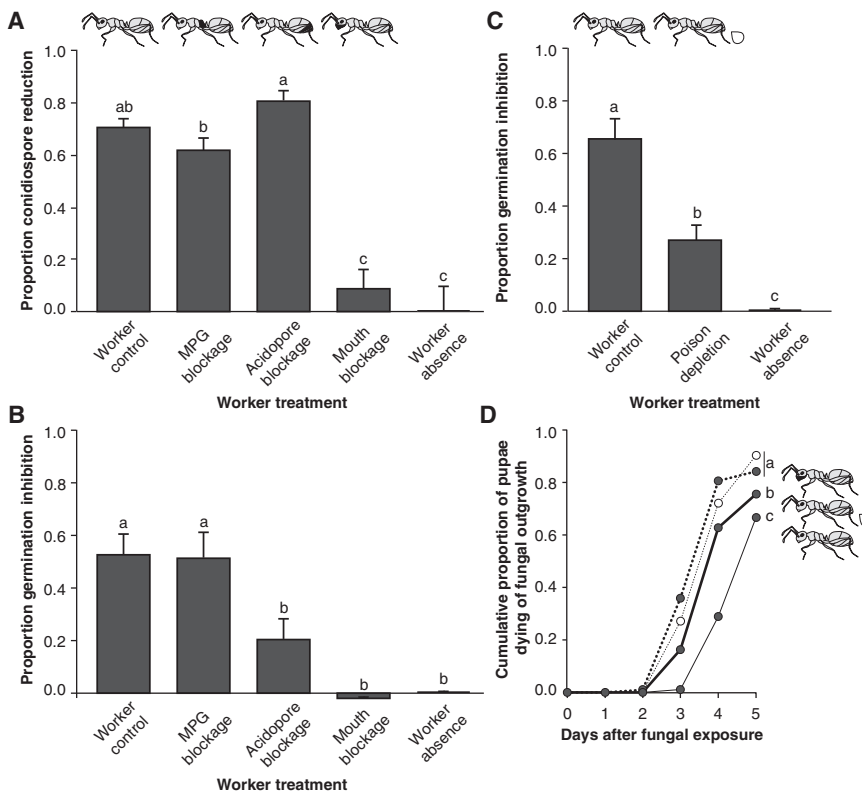 A
Proportion conidiospore reduction
1.0
0.8
0.6
0.4
0.2
0.0
ab
b
a
c
c
Worker
control
MPG
blockage
Acidopore
blockage
Mouth
blockage
Worker
absence
Worker treatment
C
Proportion germination inhibition
1.0
0.8
0.6
0.4
0.2
0.0
a
b
c
Worker
control
Poison
depletion
Worker
absence
Worker treatment
B
Proportion germination inhibition
1.0
0.8
0.6
0.4
0.2
0.0
a
a
b
b
b
Worker
control
MPG
blockage
Acidopore
blockage
Mouth
blockage
Worker
absence
Worker treatment
D
Cumulative proportion of pupae
dying of fungal outgrowth
1.0
0.8
0.6
0.4
0.2
0.0
a
b
c
0 1 2 3 4 5
Days after fungal exposure